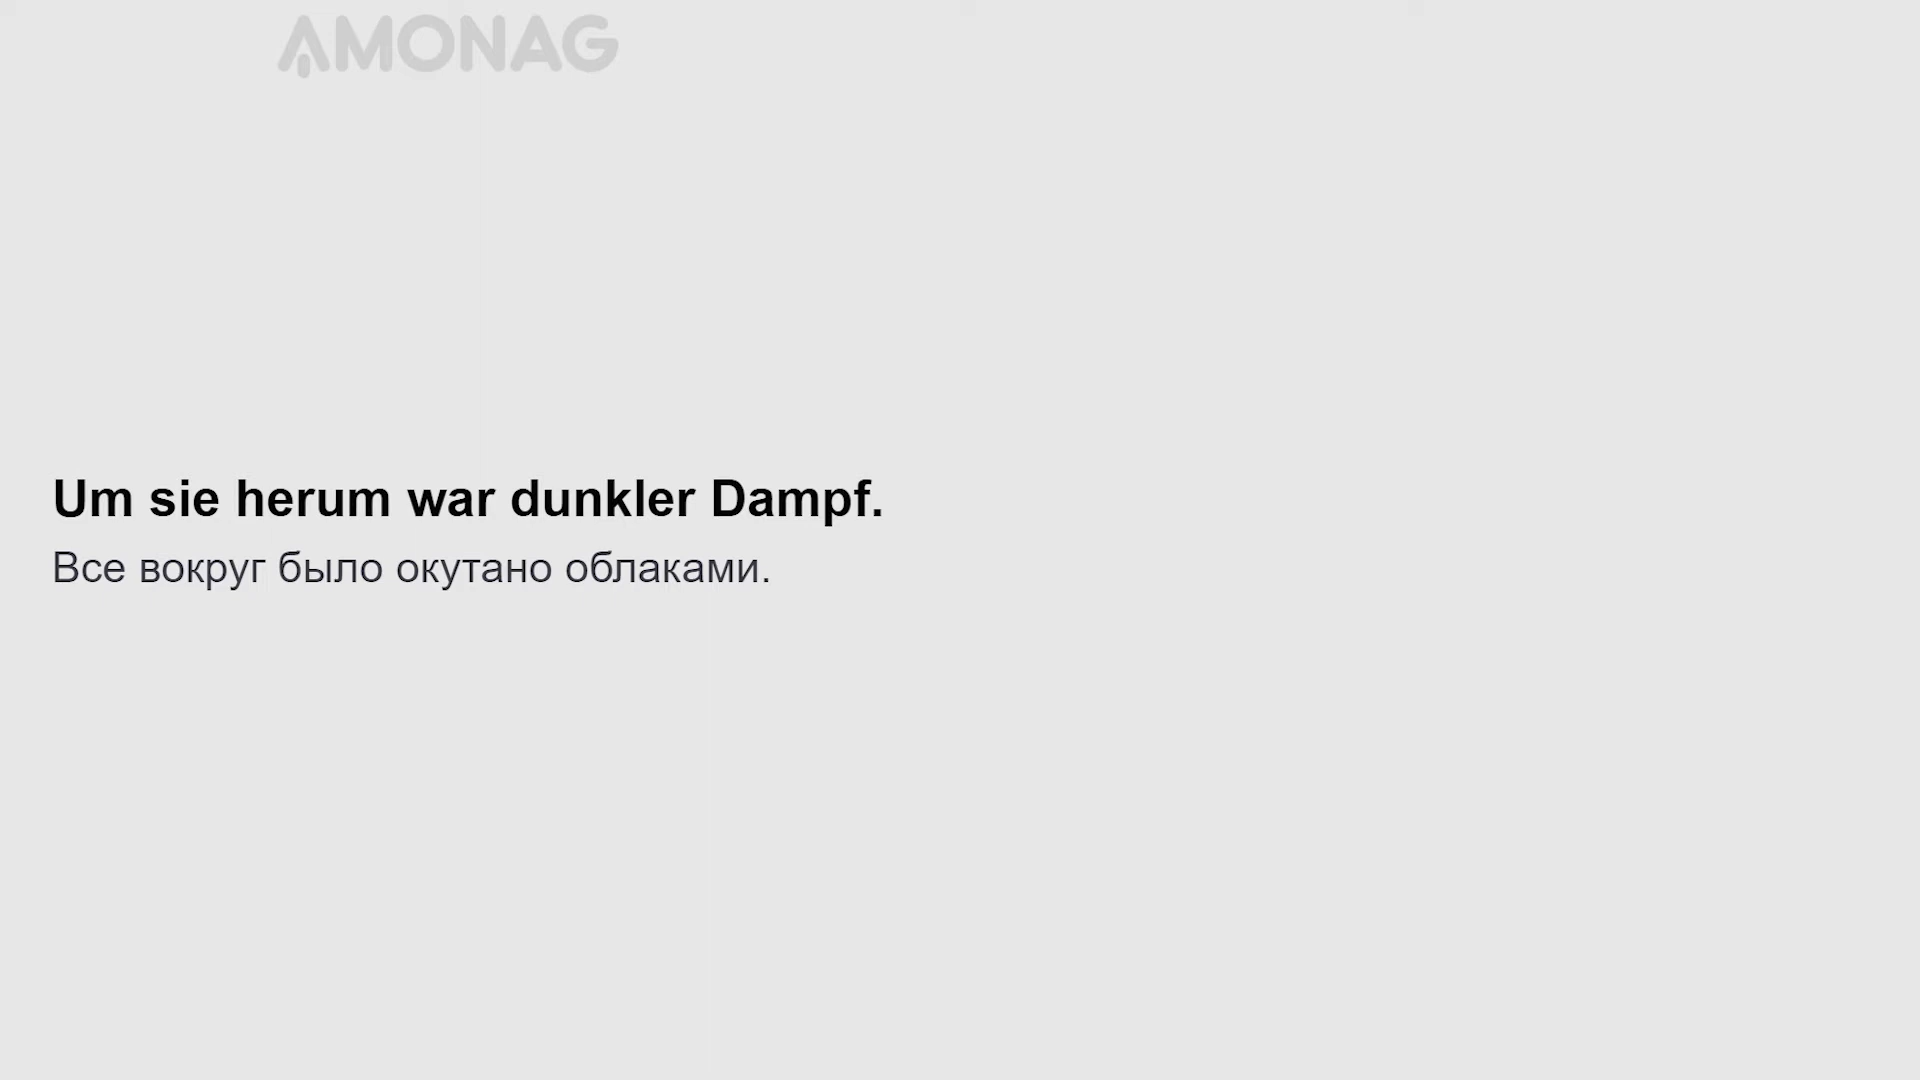 AMONAG
Um sie herum war dunkler Dampf.
Все вокруг было окутано облаками.